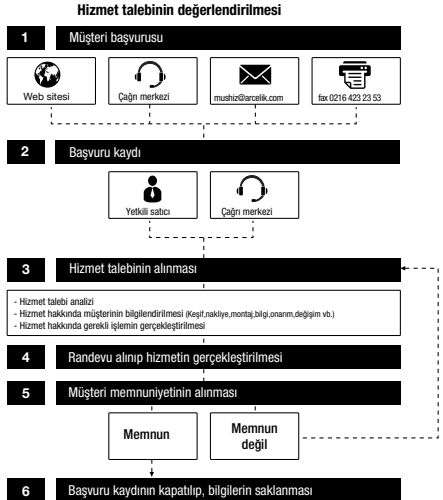 Hizmet talebinin değerlendirilmesi
1 Müşteri başvurusu
Web sitesi
Çağrı merkezi
mushiz@arcelik.com
fax 0216 423 23 53
2 Başvuru kaydı
Yetkili satıcı
Çağrı merkezi
3 Hizmet talebinin alınması
- Hizmet talebi analizi
- Hizmet hakkında müşterinin bilgilendirilmesi (Keşif,nakliye,montaj,bilgi,onarım,değişim vb.)
- Hizmet hakkında gerekli işlemin gerçekleştirilmesi
4 Randevu alınıp hizmetin gerçekleştirilmesi
5 Müşteri memnuniyetinin alınması
Memnun
Memnun
değil
6 Başvuru kaydının kapatılıp, bilgilerin saklanması